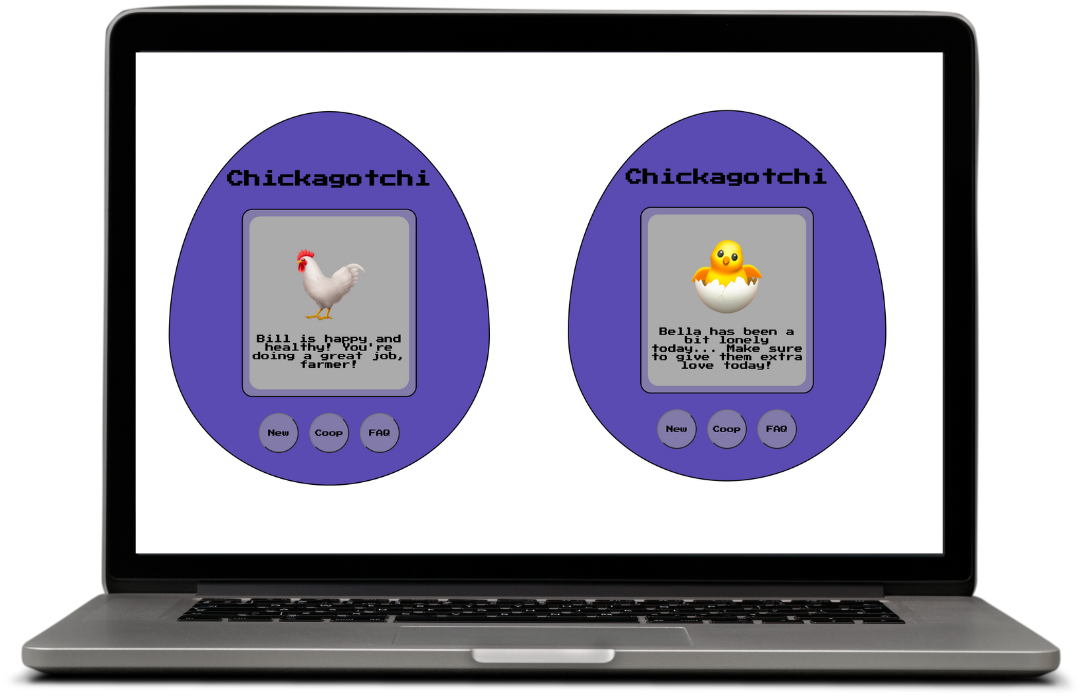 Chickagotchi
Bill is happy and
healthy! You're
doing a great job,
farmer!
New
Coop
FAQ
Chickagotchi
Bella has been a
bit lonely
today... Make sure
to give them extra
love today!
New
Coop
FAQ